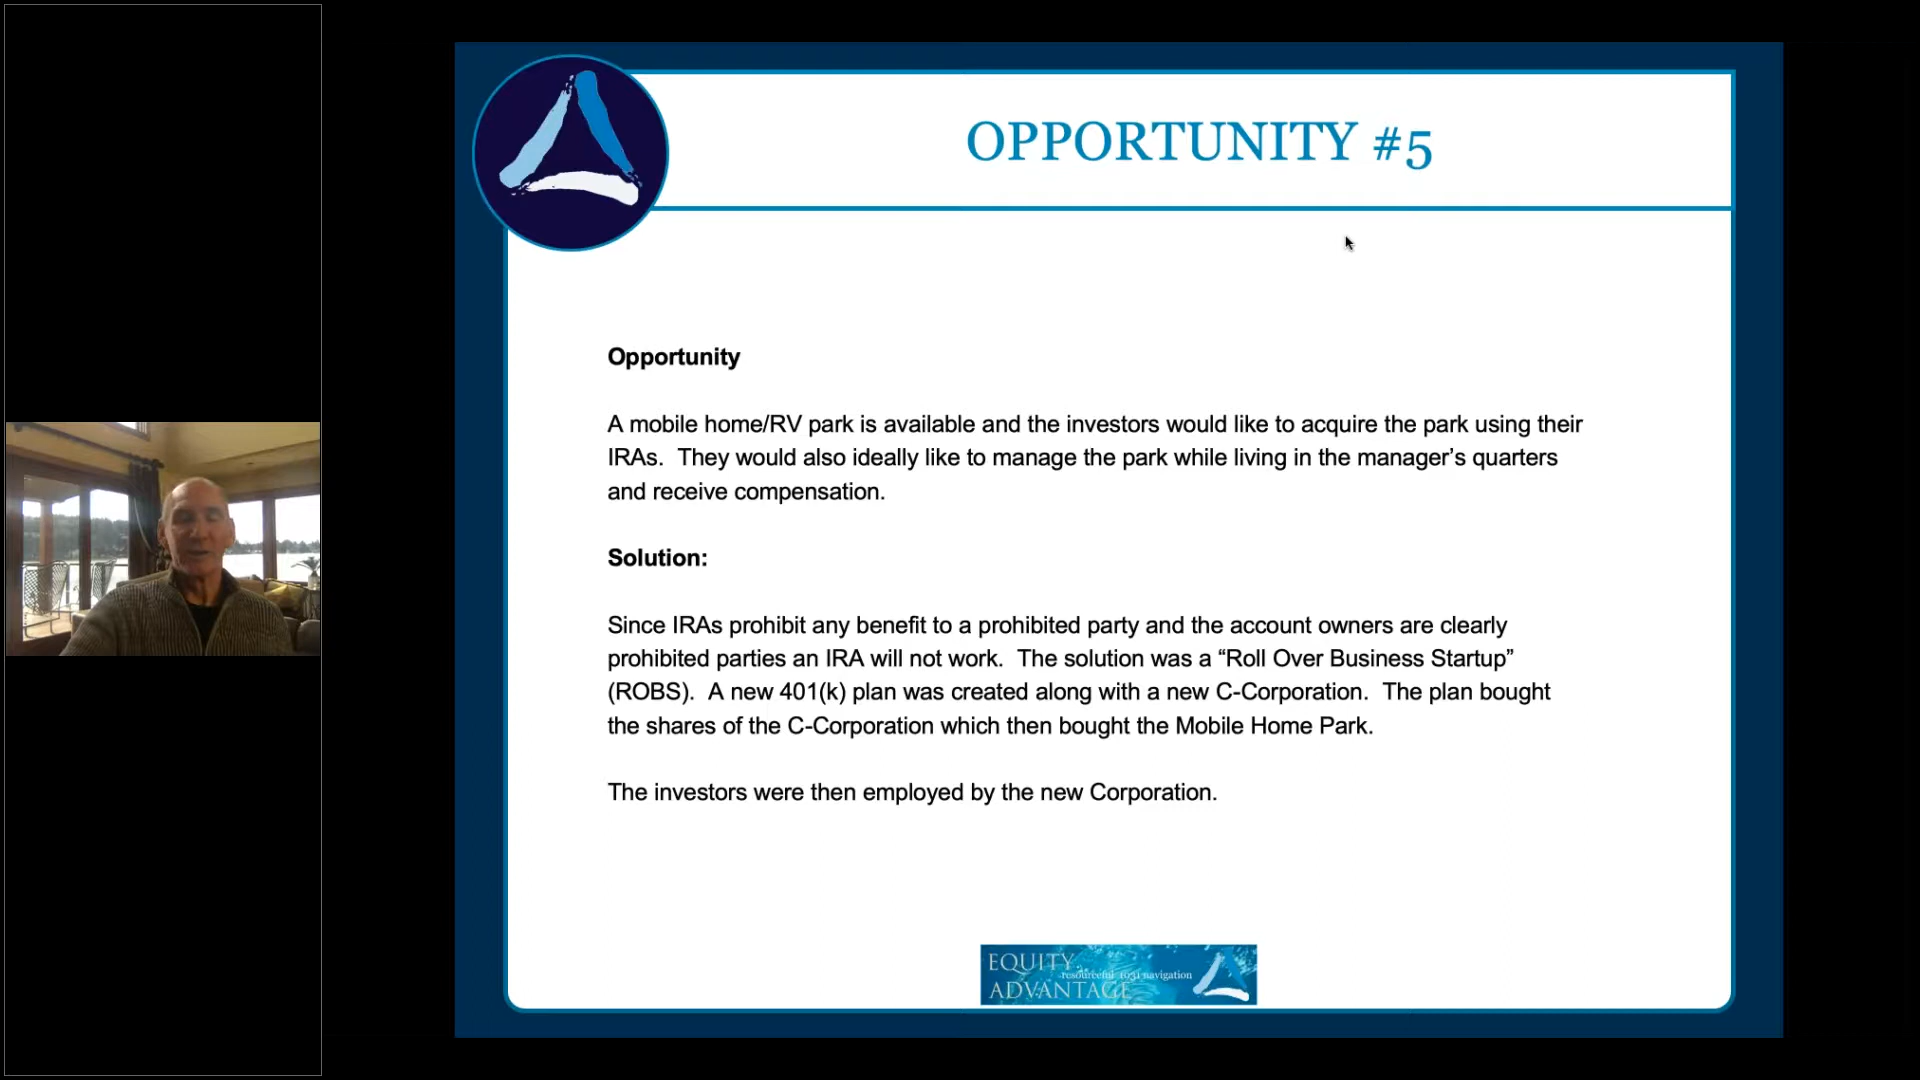 OPPORTUNITY #5
Opportunity
A mobile home/RV park is available and the investors would like to acquire the park using their
IRAs.  They would also ideally like to manage the park while living in the manager’s quarters
and receive compensation.
Solution:
Since IRAs prohibit any benefit to a prohibited party and the account owners are clearly
prohibited parties an IRA will not work.  The solution was a “Roll Over Business Startup”
(ROBS).  A new 401(k) plan was created along with a new C-Corporation.  The plan bought
the shares of the C-Corporation which then bought the Mobile Home Park.
The investors were then employed by the new Corporation.
EQUITY
resourceful 1031 navigation
ADVANTAGE